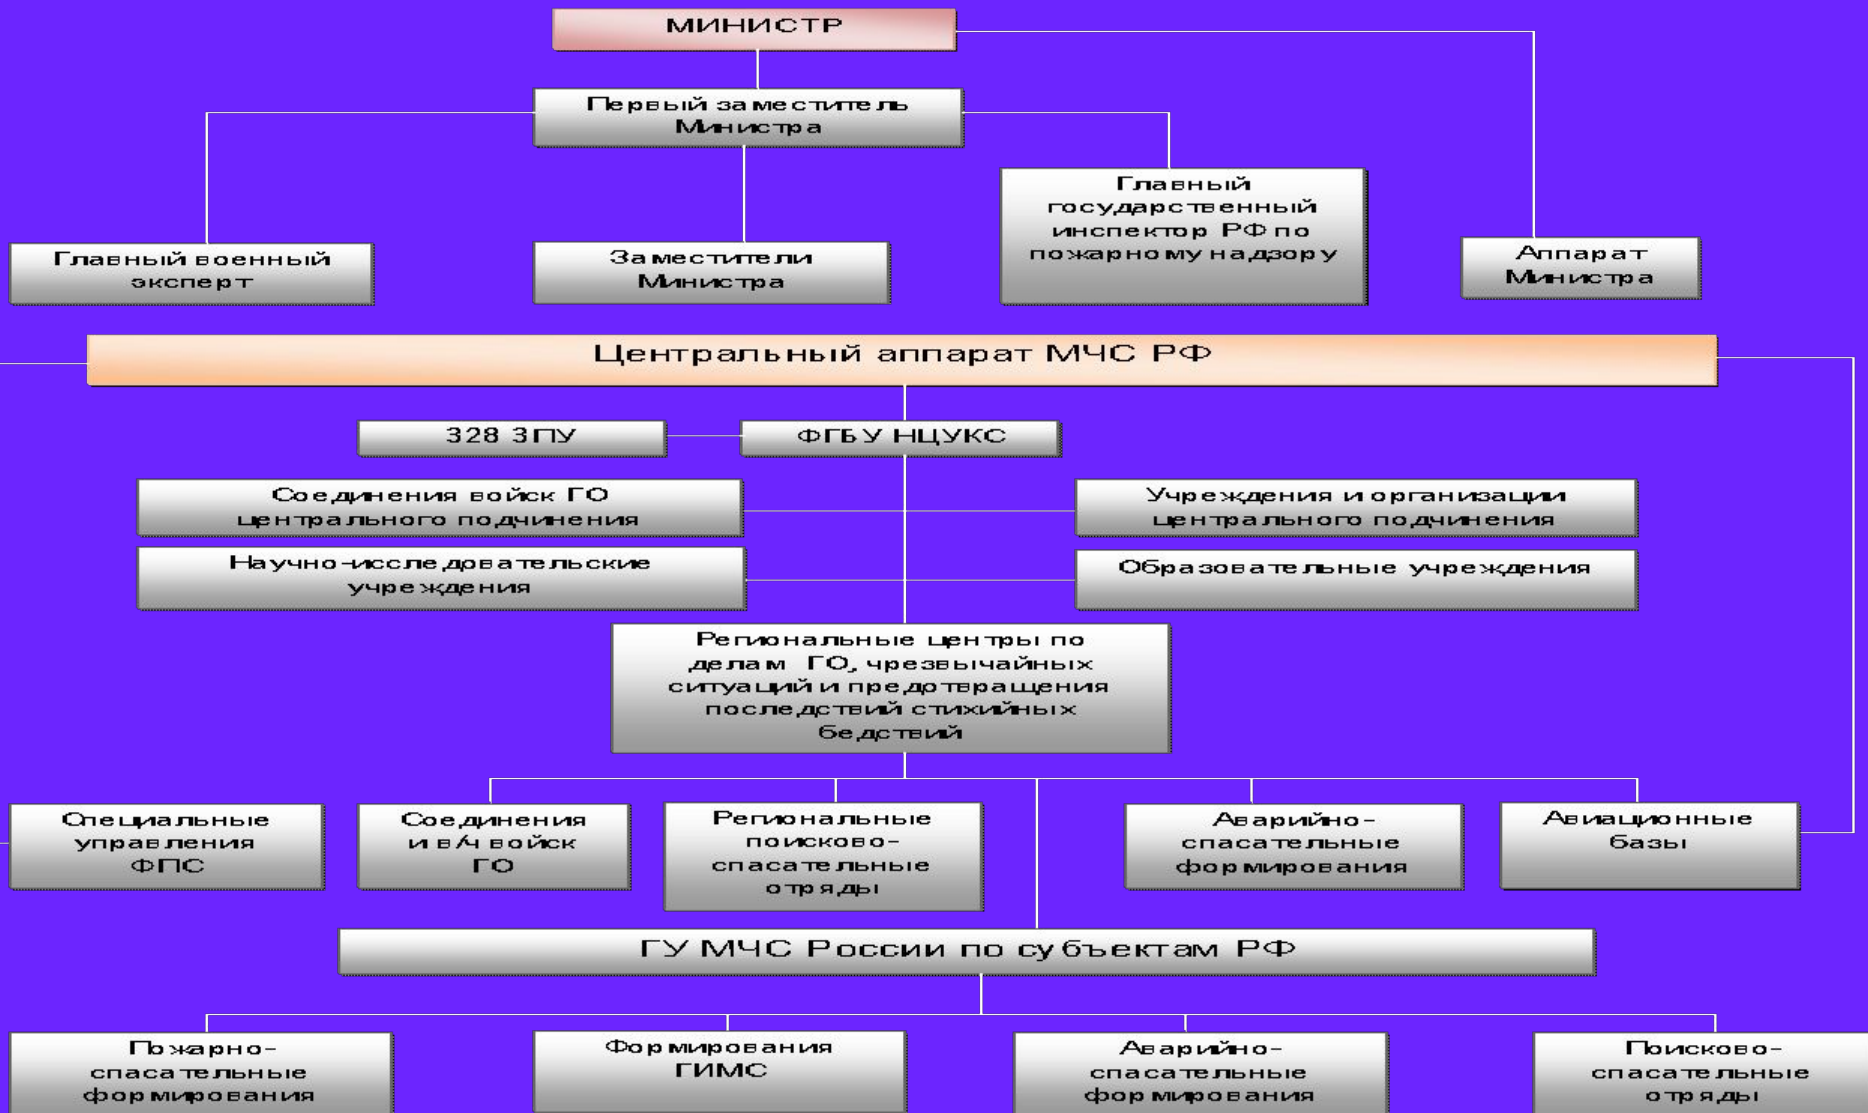 МИНИСТР
Первый заместитель
Министра
Главный
государственный
инспектор РФ по
пожарному надзору
Главный военный
эксперт
Заместители
Министра
Аппарат
Министра
Центральный аппарат МЧС РФ
328 ЗПУ
ФГБУ НЦУКС
Соединения войск ГО
центрального подчинения
Учреждения и организации
центрального подчинения
Научно-исследовательские
учреждения
Образовательные учреждения
Региональные центры по
делам ГО, чрезвычайных
ситуаций и предотвращения
последствий стихийных
бедствий
Специальные
управления
ФПС
Соединения
и в/ч войск
ГО
Региональные
поисково-
спасательные
отряды
Аварийно-
спасательные
формирования
Авиационные
базы
ГУ МЧС России по субъектам РФ
Пожарно-
спасательные
формирования
Формирования
ГИМС
Аварийно-
спасательные
формирования
Поисково-
спасательные
отряды